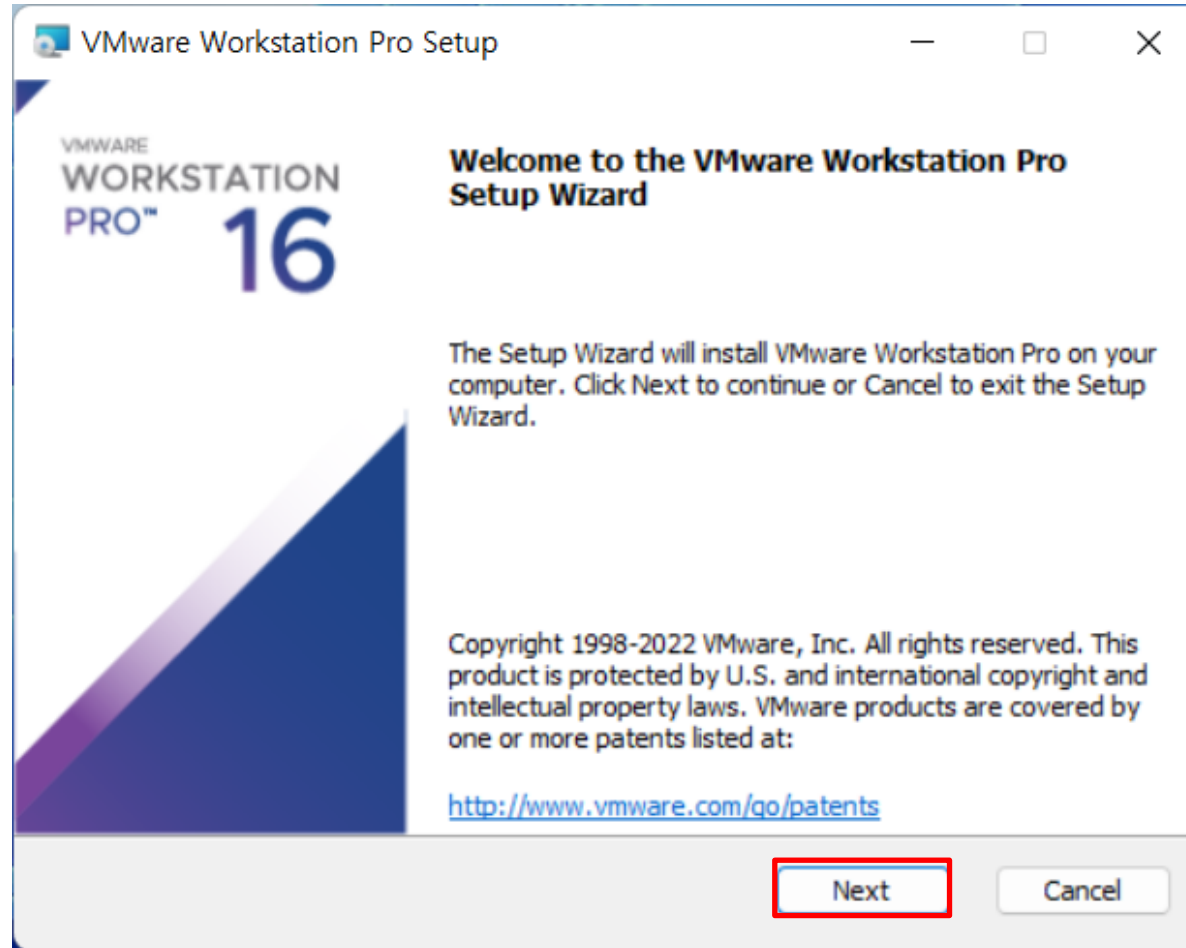 VMware Workstation Pro Setup
VMWARE
WORKSTATION
PRO™ 16
Welcome to the VMware Workstation Pro
Setup Wizard
The Setup Wizard will install VMware Workstation Pro on your
computer. Click Next to continue or Cancel to exit the Setup
Wizard.
Copyright 1998-2022 VMware, Inc. All rights reserved. This
product is protected by U.S. and international copyright and
intellectual property laws. VMware products are covered by
one or more patents listed at:
http://www.vmware.com/go/patents
Next Cancel